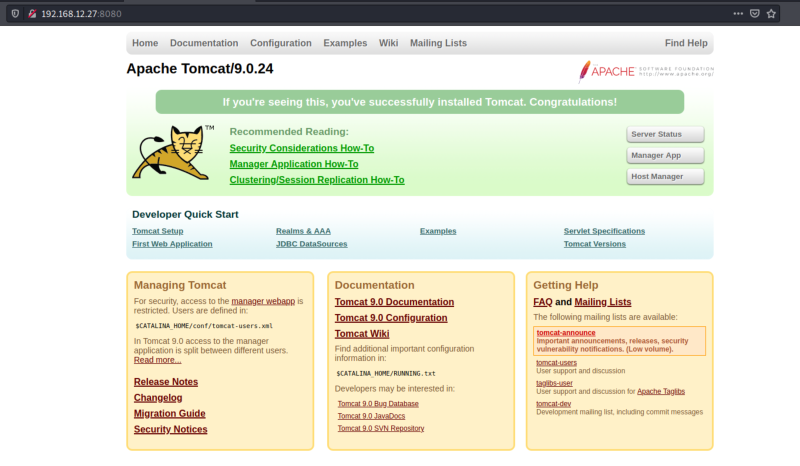 192.168.12.27:8080
Home Documentation Configuration Examples Wiki Mailing Lists Find Help
Apache Tomcat/9.0.24
APACHE
SOFTWARE FOUNDATION
http://www.apache.org/
If you're seeing this, you've successfully installed Tomcat. Congratulations!
TM
Recommended Reading:
Security Considerations How-To
Manager Application How-To
Clustering/Session Replication How-To
Server Status
Manager App
Host Manager
Developer Quick Start
Tomcat Setup Realms & AAA Examples Servlet Specifications
First Web Application JDBC DataSources Tomcat Versions
Managing Tomcat
For security, access to the manager webapp is
restricted. Users are defined in:
$CATALINA_HOME/conf/tomcat-users.xml
In Tomcat 9.0 access to the manager
application is split between different users.
Read more...
Release Notes
Changelog
Migration Guide
Security Notices
Documentation
Tomcat 9.0 Documentation
Tomcat 9.0 Configuration
Tomcat Wiki
Find additional important configuration
information in:
$CATALINA_HOME/RUNNING.txt
Developers may be interested in:
Tomcat 9.0 Bug Database
Tomcat 9.0 JavaDocs
Tomcat 9.0 SVN Repository
Getting Help
FAQ and Mailing Lists
The following mailing lists are available:
tomcat-announce
Important announcements, releases, security
vulnerability notifications. (Low volume).
tomcat-users
User support and discussion
taglibs-user
User support and discussion for Apache Taglibs
tomcat-dev
Development mailing list, including commit messages